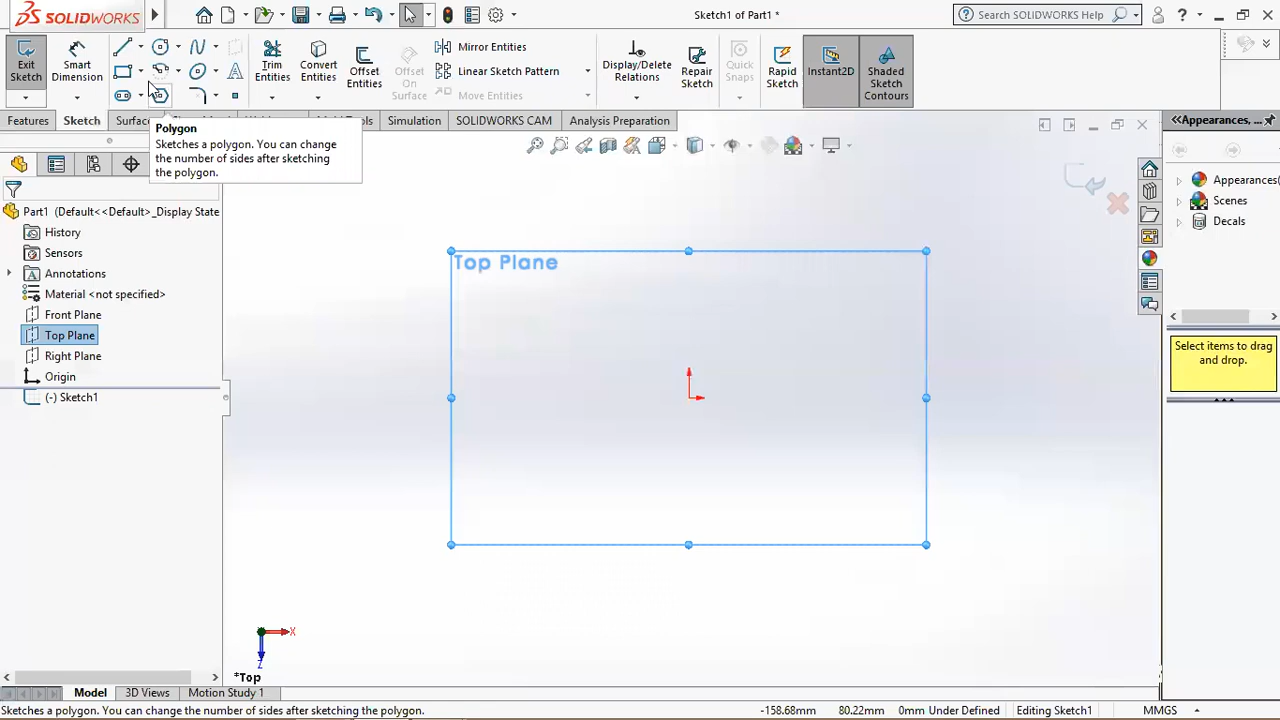 SOLIDWORKS
Sketch1 of Part1 *
Search SOLIDWORKS Help
Exit Sketch
Smart Dimension
Trim Entities
Convert Entities
Offset Entities
Offset On Surface
Mirror Entities
Linear Sketch Pattern
Move Entities
Display/Delete Relations
Repair Sketch
Quick Snaps
Rapid Sketch
Instant2D
Shaded Sketch Contours
Features
Sketch
Simulation
SOLIDWORKS CAM
Analysis Preparation
Polygon
Sketches a polygon. You can change
the number of sides after sketching
the polygon.
Part1 (Default<<Default>_Display State
History
Sensors
Annotations
Material <not specified>
Front Plane
Top Plane
Right Plane
Origin
(-) Sketch1
Top Plane
X
Z
*Top
<<Appearances,
Appearances(
Scenes
Decals
Select items to drag
and drop.
Model
3D Views
Motion Study 1
Sketches a polygon. You can change the number of sides after sketching the polygon.
-158.68mm
80.22mm
0mm Under Defined
Editing Sketch1
MMGS